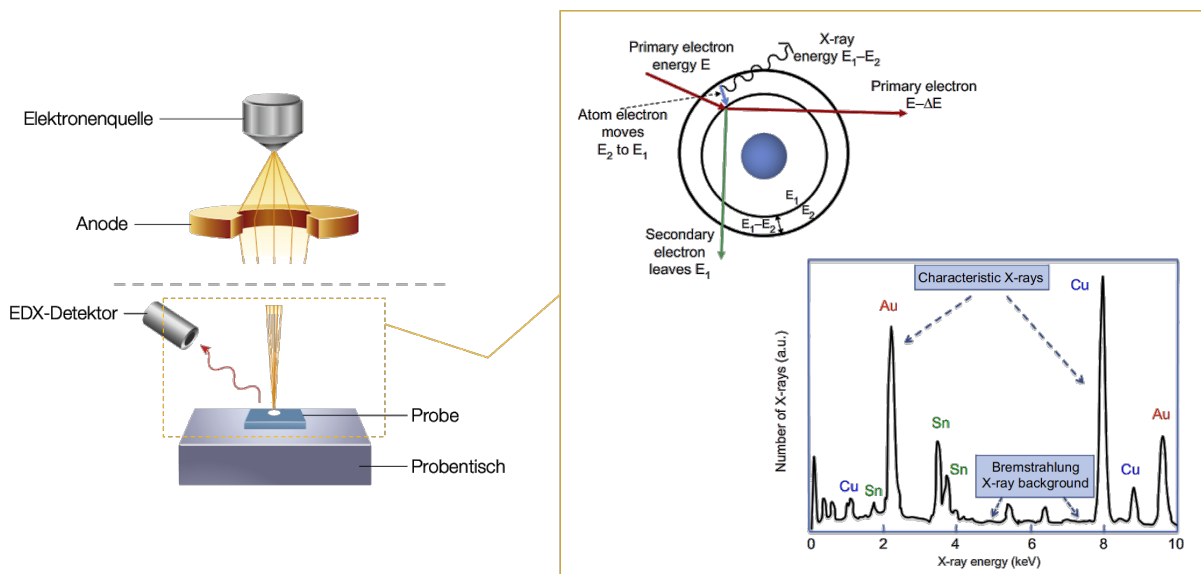 Elektronenquelle
Anode
EDX-Detektor
Probe
Probentisch
Primary electron
energy E
X-ray
energy E₁–E₂
Primary electron
E–ΔE
Atom electron
moves
E₂ to E₁
E₁
E₂
E₁–E₂
Secondary
electron
leaves E₁
Number of X-rays (a.u.)
Characteristic X-rays
Au
Cu
Sn
Sn
Au
Bremstrahlung
X-ray background
Cu
Sn
Cu
0
2
4
6
8
10
X-ray energy (keV)